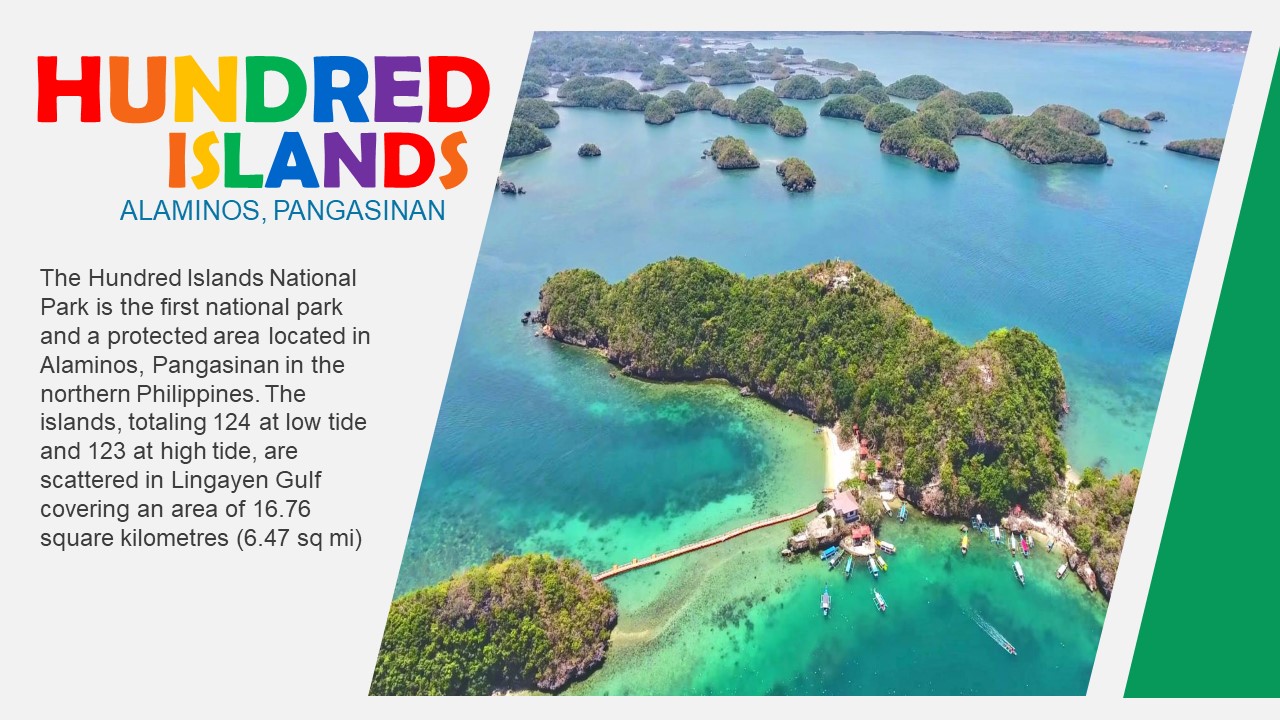 HUNDRED
ISLANDS
ALAMINOS, PANGASINAN
The Hundred Islands National
Park is the first national park
and a protected area located in
Alaminos, Pangasinan in the
northern Philippines. The
islands, totaling 124 at low tide
and 123 at high tide, are
scattered in Lingayen Gulf
covering an area of 16.76
square kilometres (6.47 sq mi)